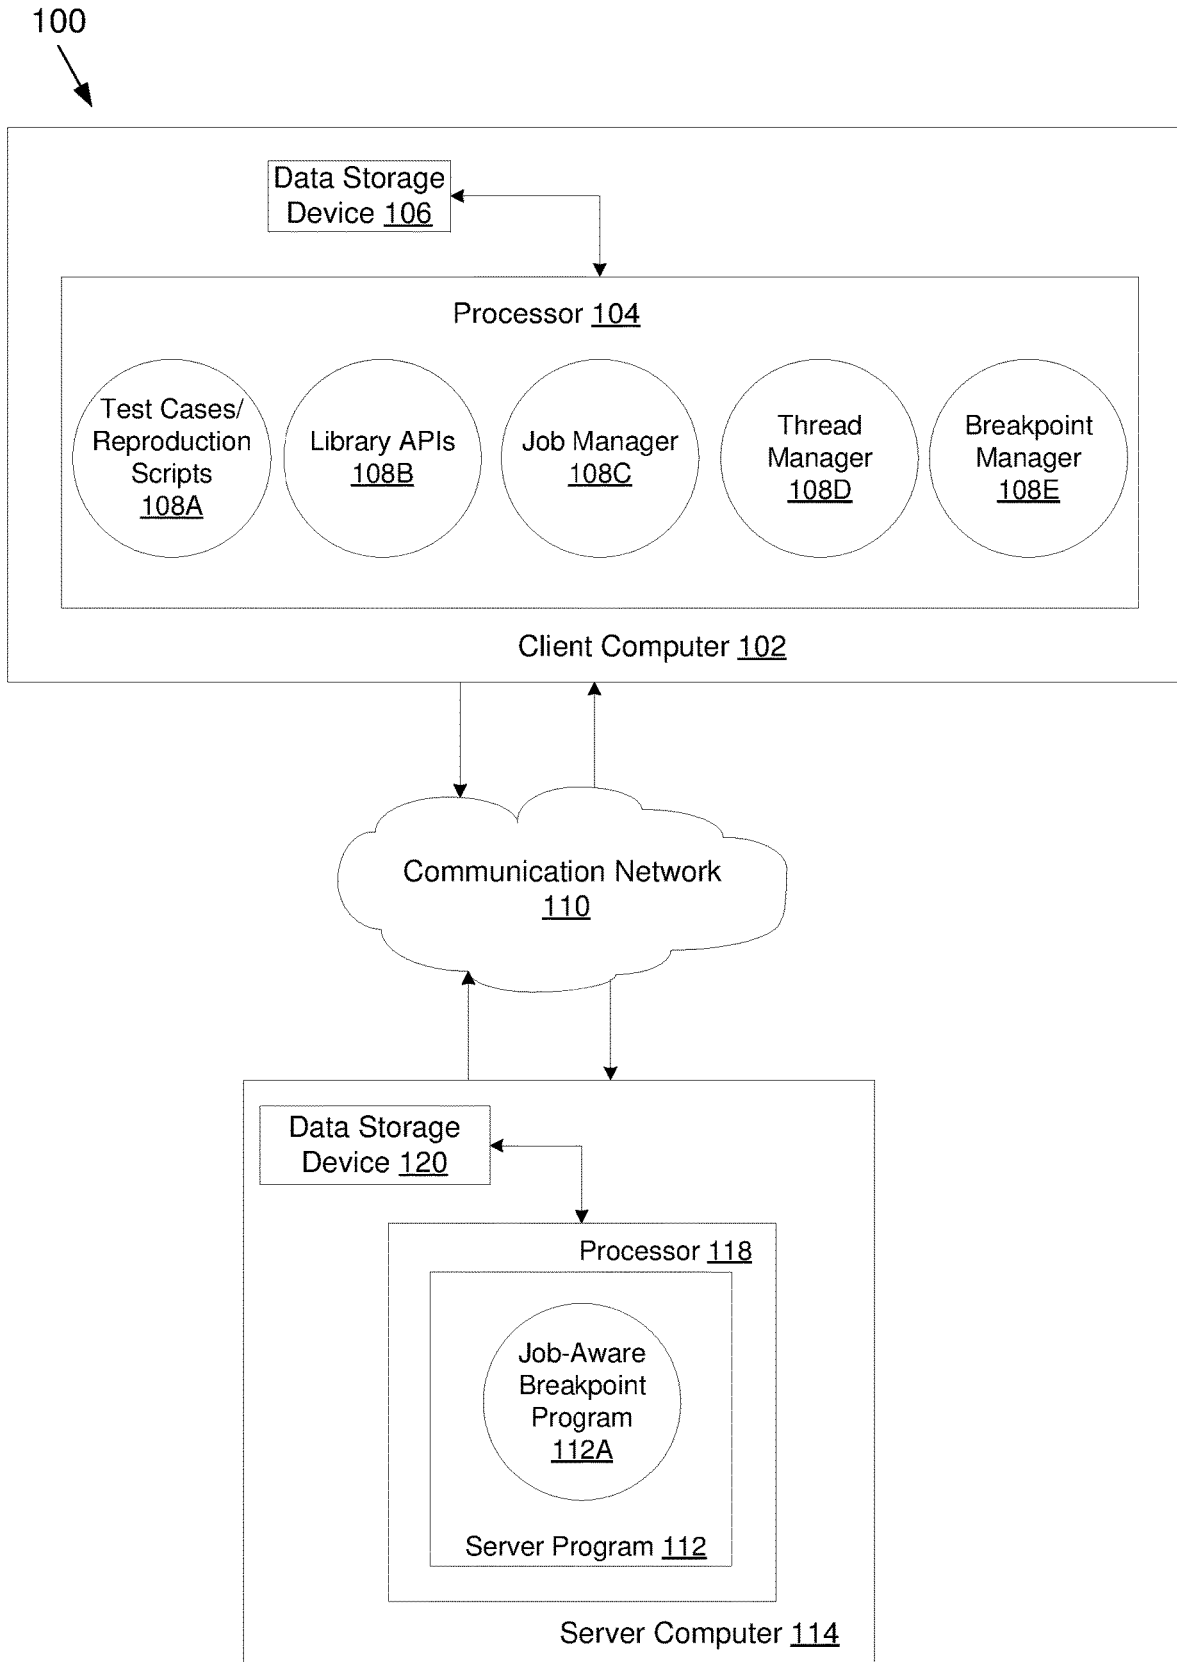 100
Data Storage
Device 106
Processor 104
Test Cases/
Reproduction
Scripts
108A
Library APIs
108B
Job Manager
108C
Thread
Manager
108D
Breakpoint
Manager
108E
Client Computer 102
Communication Network
110
Data Storage
Device 120
Processor 118
Job-Aware
Breakpoint
Program
112A
Server Program 112
Server Computer 114